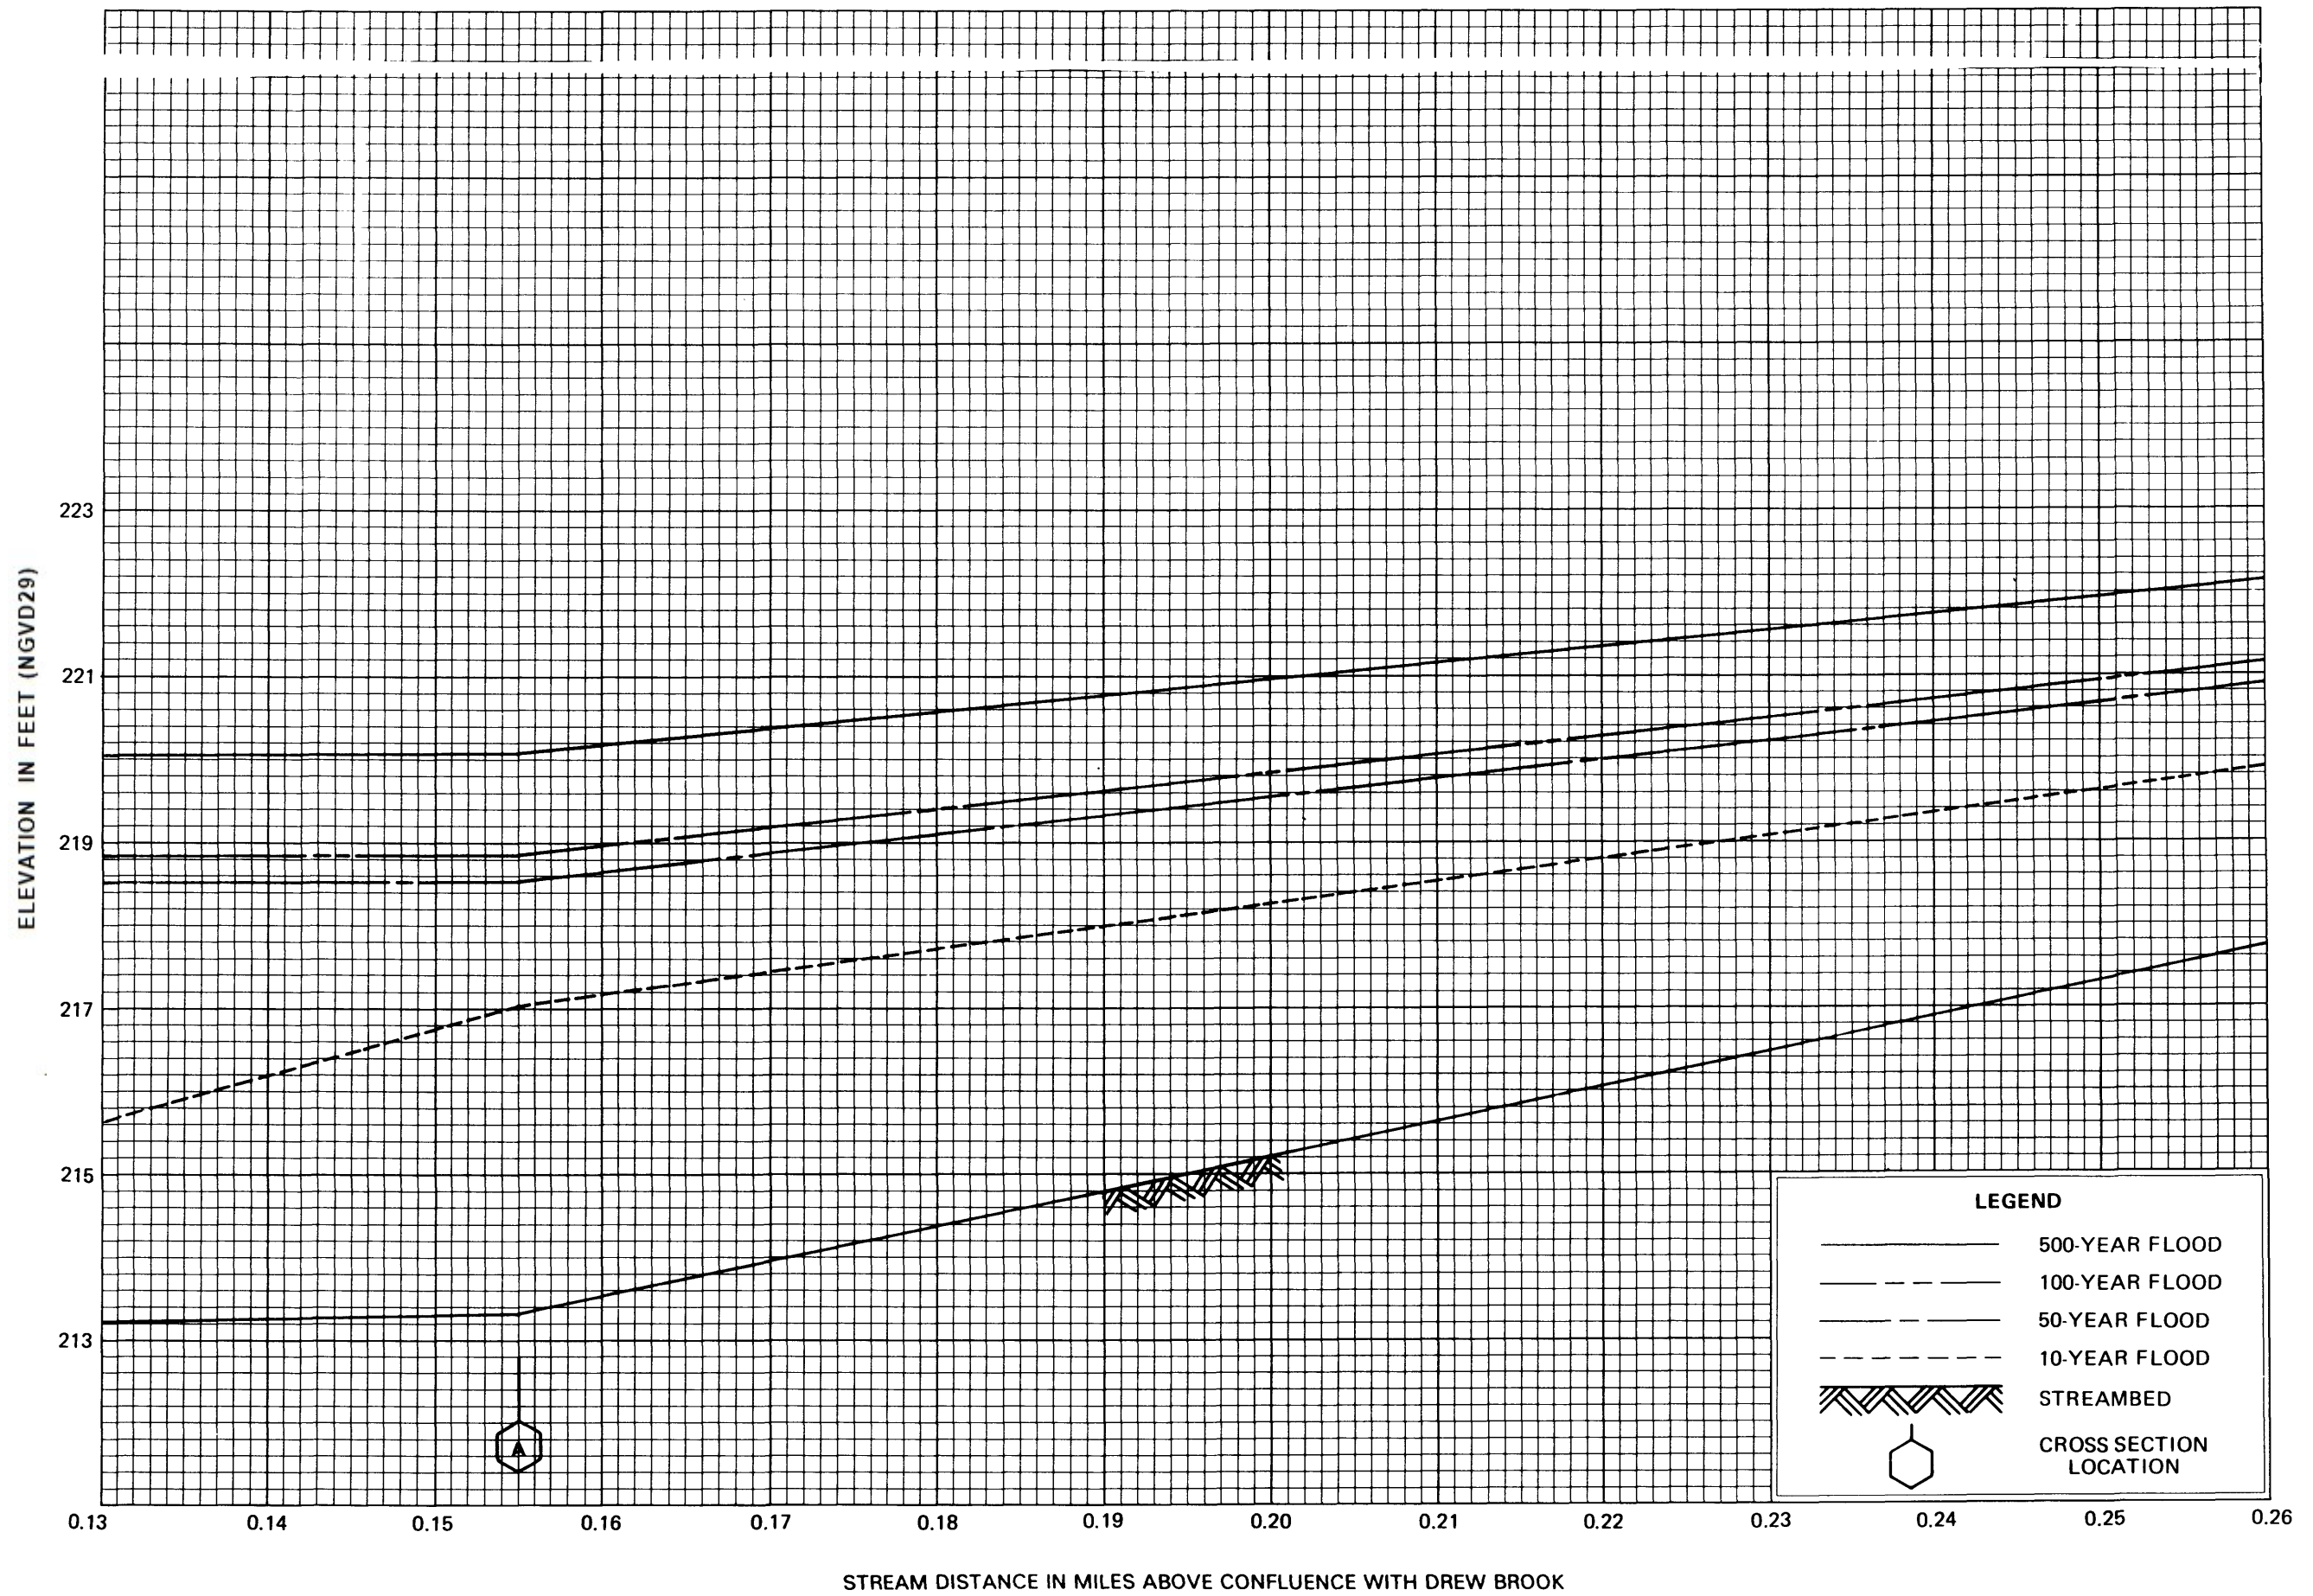 ELEVATION IN FEET (NGVD29)
223
221
219
217
215
213
A
LEGEND
500-YEAR FLOOD
100-YEAR FLOOD
50-YEAR FLOOD
10-YEAR FLOOD
STREAMBED
CROSS SECTION
LOCATION
0.13 0.14 0.15 0.16 0.17 0.18 0.19 0.20 0.21 0.22 0.23 0.24 0.25 0.26
STREAM DISTANCE IN MILES ABOVE CONFLUENCE WITH DREW BROOK